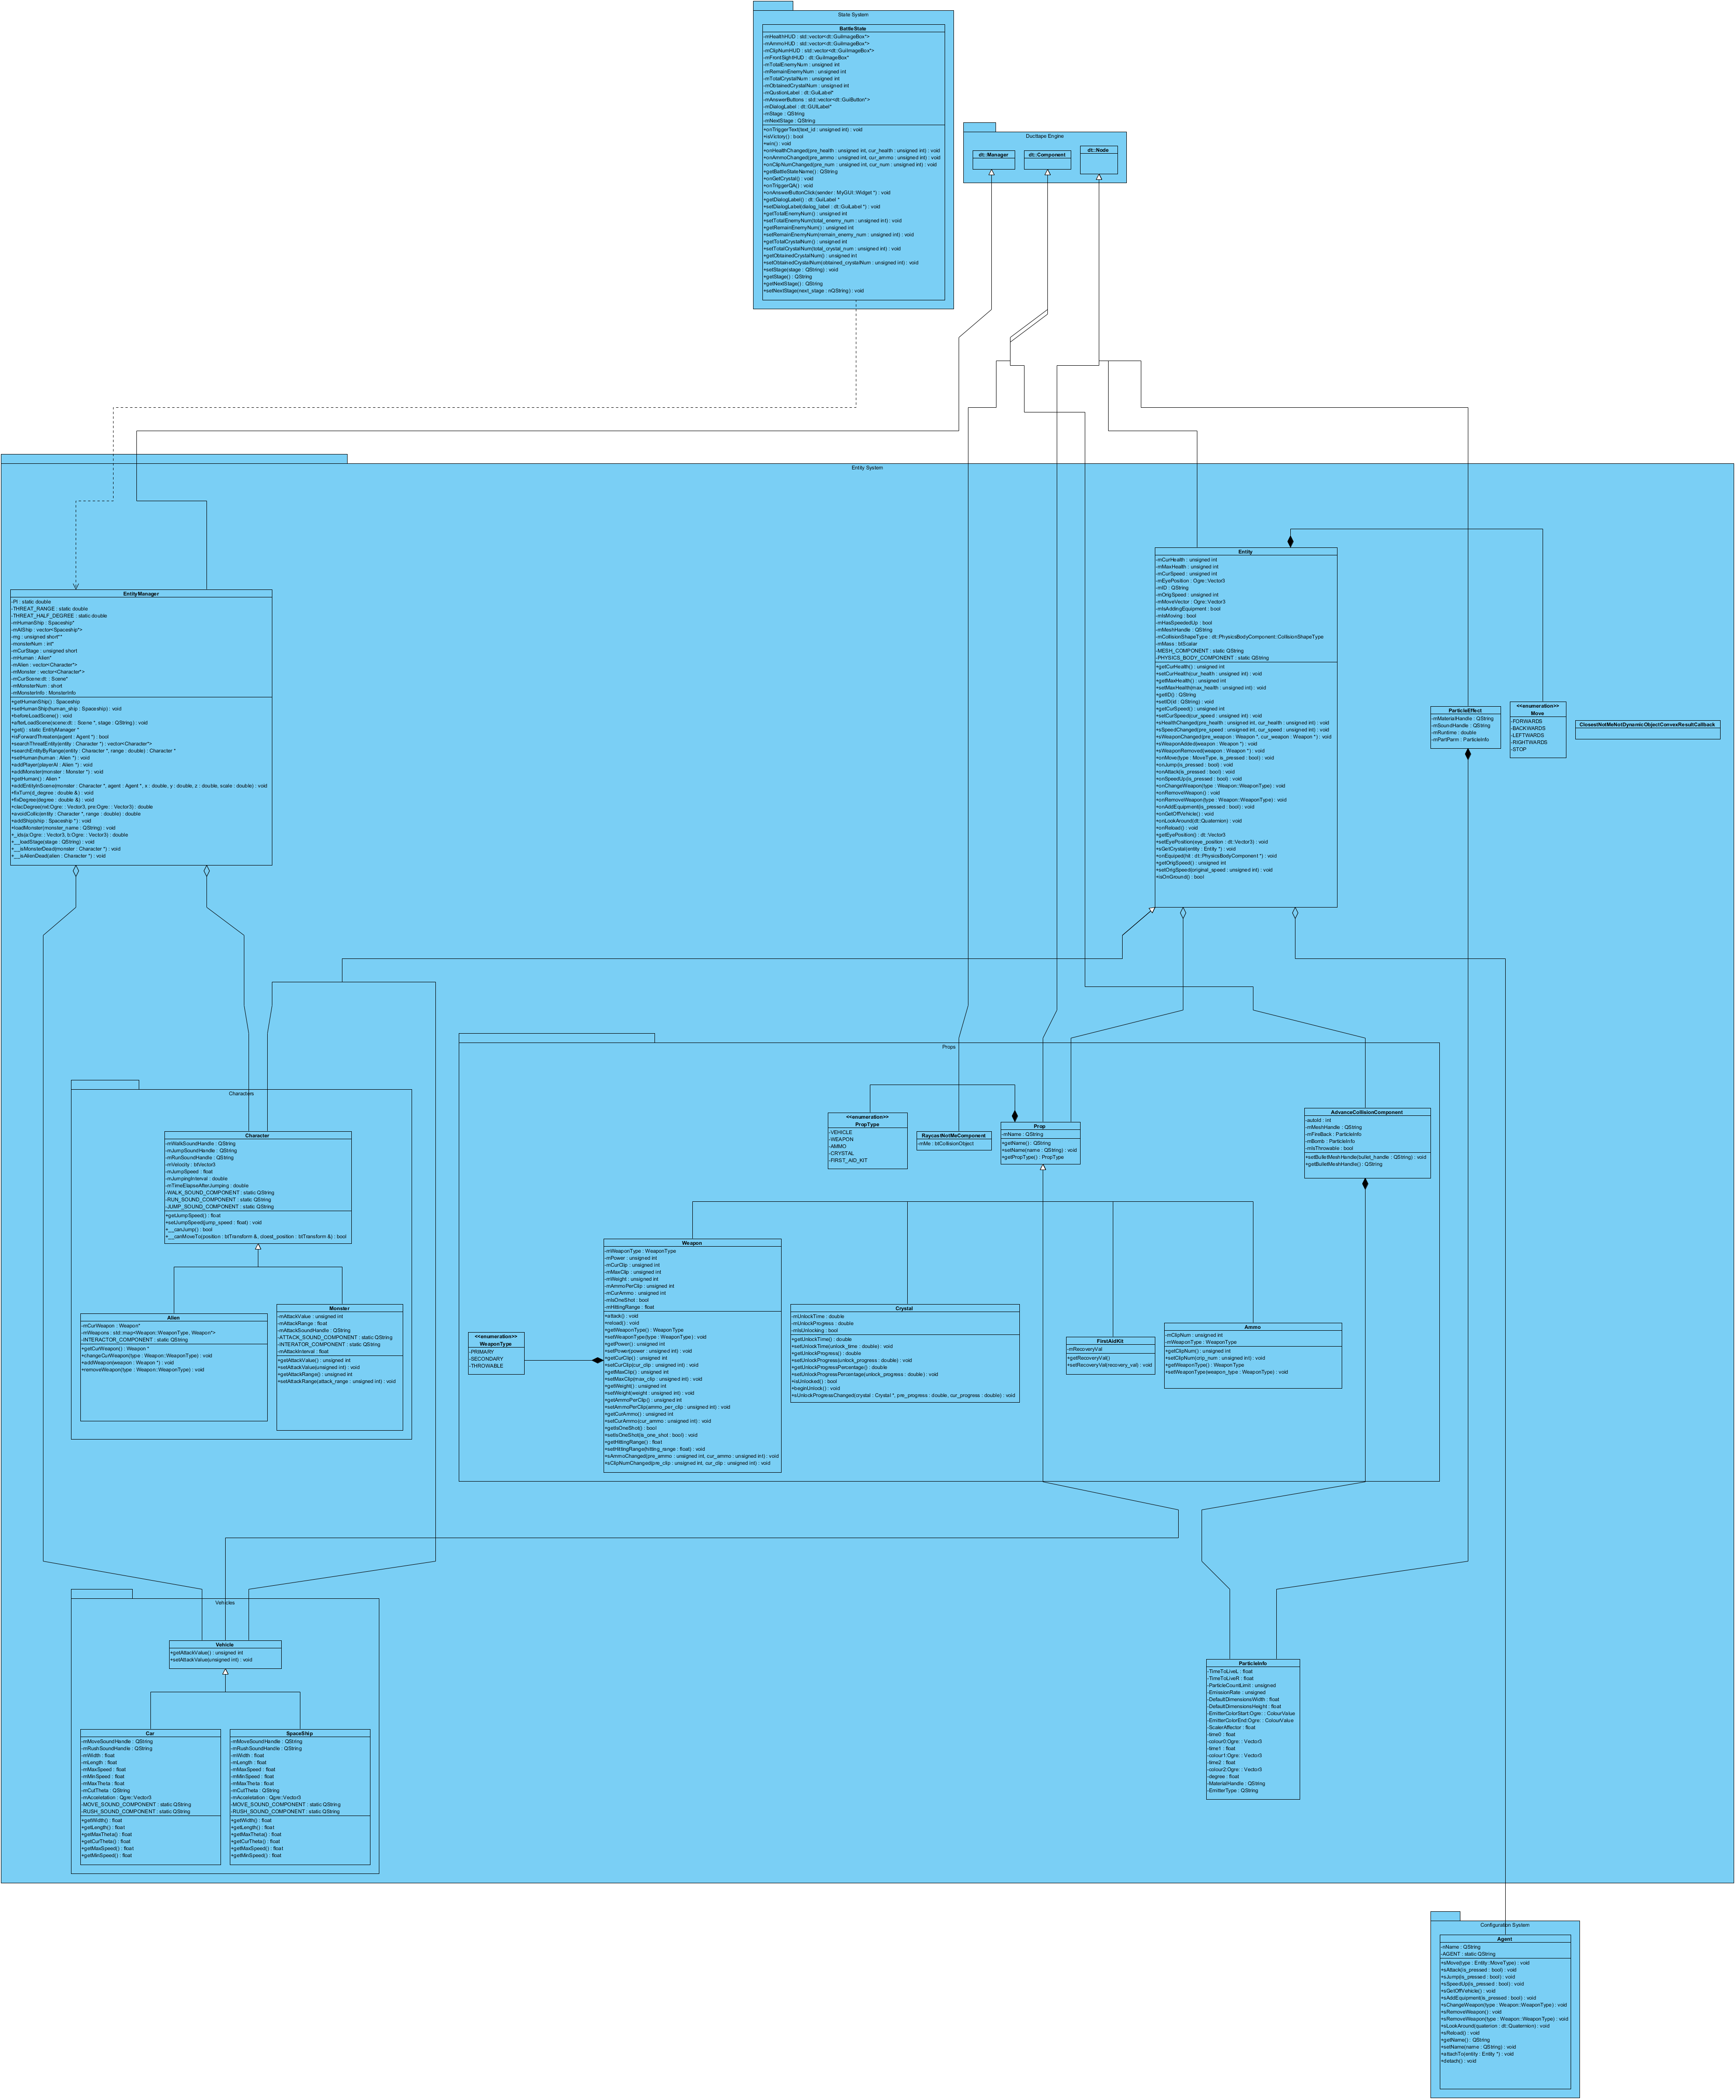 State System
BattleState
-mHealthHUD : std::vector<dt::GuiImageBox*>
-mAmmoHUD : std::vector<dt::GuiImageBox*>
-mClipNumHUD : std::vector<dt::GuiImageBox*>
-mFrontSightHUD : dt::GuiImageBox*
-mTotalEnemyNum : unsigned int
-mRemainEnemyNum : unsigned int
-mTotalCrystalNum : unsigned int
-mObtainedCrystalNum : unsigned int
-mQustionLabel : dt::GuiLabel*
-mAnswerButtons : std::vector<dt::GuiButton*>
-mDialogLabel : dt::GUILabel*
-mStage : QString
-mNextStage : QString
+onTriggerText(text_id : unsigned int) : void
+isVictory() : bool
+win() : void
+onHealthChanged(pre_health : unsigned int, cur_health : unsigned int) : void
+onAmmoChanged(pre_ammo : unsigned int, cur_ammo : unsigned int) : void
+onClipNumChanged(pre_num : unsigned int, cur_num : unsigned int) : void
+getBattleStateName() : QString
+onGetCrystal() : void
+onTriggerQA() : void
+onAnswerButtonClick(sender : MyGUI::Widget *) : void
+getDialogLabel() : dt::GuiLabel *
+setDialogLabel(dialog_label : dt::GuiLabel *) : void
+getTotalEnemyNum() : unsigned int
+setTotalEnemyNum(total_enemy_num : unsigned int) : void
+getRemainEnemyNum() : unsigned int
+setRemainEnemyNum(remain_enemy_num : unsigned int) : void
+getTotalCrystalNum() : unsigned int
+setTotalCrystalNum(total_crystal_num : unsigned int) : void
+getObtainedCrystalNum() : unsigned int
+setObtainedCrystalNum(obtained_crystalNum : unsigned int) : void
+setStage(stage : QString) : void
+getStage() : QString
+getNextStage() : QString
+setNextStage(next_stage : nQString,) : void
Ducttape Engine
dt::Manager
dt::Component
dt::Node
Entity System
EntityManager
-PI : static double
-THREAT_RANGE : static double
-THREAT_HALF_DEGREE : static double
-mHumanShip : Spaceship*
-mAIShip : vector<Spaceship*>
-mg : unsigned short**
-monsterNum : int*
-mCurStage : unsigned short
-mHuman : Alien*
-mAlien : vector<Character*>
-mMonster : vector<Character*>
-mCurScene:dt: : Scene*
-mMonsterNum : short
-mMonsterInfo : MonsterInfo
+getHumanShip() : Spaceship
+setHumanShip(human_ship : Spaceship) : void
+beforeLoadScene() : void
+afterLoadScene(scene:dt: : Scene *, stage : QString) : void
+get() : static EntityManager *
+isForwardThreaten(agent : Agent *) : bool
+searchThreatEntity(entity : Character *) : vector<Character*>
+searchEntityByRange(entity : Character *, range : double) : Character *
+setHuman(human : Alien *) : void
+addPlayer(playerAI : Alien *) : void
+addMonster(monster : Monster *) : void
+getHuman() : Alien *
+addEntityInScene(monster : Character *, agent : Agent *, x : double, y : double, z : double, scale : double) : void
+fixTurn(d_degree : double &) : void
+fixDegree(degree : double &) : void
+clacDegree(nxt:Ogre: : Vector3, pre:Ogre: : Vector3) : double
+avoidCollic(entity : Character *, range : double) : double
+addShip(ship : Spaceship *) : void
+loadMonster(monster_name : QString) : void
+_idx(a:Ogre: : Vector3, b:Ogre: : Vector3) : double
+__loadStage(stage : QString) : void
+__isMonsterDead(monster : Character *) : void
+__isAlienDead(alien : Character *) : void
Entity
-mCurHealth : unsigned int
-mMaxHealth : unsigned int
-mCurSpeed : unsigned int
-mEyePosition : Ogre::Vector3
-mID : QString
-mOrigSpeed : unsigned int
-mMoveVector : Ogre::Vector3
-mIsAddingEquipment : bool
-mIsMoving : bool
-mHasSpeededUp : bool
-mMeshHandle : QString
-mCollisionShapeType : dt::PhysicsBodyComponent::CollisionShapeType
-mMass : btScalar
-MESH_COMPONENT : static QString
-PHYSICS_BODY_COMPONENT : static QString
+getCurHealth() : unsigned int
+setCurHealth(cur_health : unsigned int) : void
+getMaxHealth() : unsigned int
+setMaxHealth(max_health : unsigned int) : void
+getID() : QString
+setID(id : QString) : void
+getCurSpeed() : unsigned int
+setCurSpeed(cur_speed : unsigned int) : void
+sHealthChanged(pre_health : unsigned int, cur_health : unsigned int) : void
+sSpeedChanged(pre_speed : unsigned int, cur_speed : unsigned int) : void
+sWeaponChanged(pre_weapon : Weapon *, cur_weapon : Weapon *) : void
+sWeaponAdded(weapon : Weapon *) : void
+sWeaponRemoved(weapon : Weapon *) : void
+onMove(type : MoveType, is_pressed : bool) : void
+onJump(is_pressed : bool) : void
+onAttack(is_pressed : bool) : void
+onSpeedUp(is_pressed : bool) : void
+onChangeWeapon(type : Weapon::WeaponType) : void
+onRemoveWeapon() : void
+onRemoveWeapon(type : Weapon::WeaponType) : void
+onAddEquipment(is_pressed : bool) : void
+onGetOffVehicle() : void
+onLookAround(dt::Quaternion) : void
+onReload() : void
+getEyePosition() : dt::Vector3
+setEyePosition(eye_position : dt::Vector3) : void
+sGetCrystal(entity : Entity *) : void
+onEquiped(hit : dt::PhysicsBodyComponent *) : void
+getOrigSpeed() : unsigned int
+setOrigSpeed(original_speed : unsigned int) : void
+isOnGround() : bool
ParticleEffect
-mMaterialHandle : QString
-mSoundHandle : QString
-mRuntime : double
-mPartParm : ParticleInfo
<<enumeration>>
Move
-FORWARDS
-BACKWARDS
-LEFTWARDS
-RIGHTWARDS
-STOP
ClosestNotMeNotDynamicObjectConvexResultCallback
Characters
Character
-mWalkSoundHandle : QString
-mJumpSoundHandle : QString
-mRunSoundHandle : QString
-mVelocity : btVector3
-mJumpSpeed : float
-mJumpingInterval : double
-mTimeElapseAfterJumping : double
-WALK_SOUND_COMPONENT : static QString
-RUN_SOUND_COMPONENT : static QString
-JUMP_SOUND_COMPONENT : static QString
+getJumpSpeed() : float
+setJumpSpeed(jump_speed : float) : void
+__canJump() : bool
+__canMoveTo(position : btTransform &, closest_position : btTransform &) : bool
Alien
-mCurWeapon : Weapon*
-mWeapons : std::map<Weapon::WeaponType, Weapon*>
-INTERACTOR_COMPONENT : static QString
+getCurWeapon() : Weapon *
+changeCurWeapon(type : Weapon::WeaponType) : void
+addWeapon(weapon : Weapon *) : void
+removeWeapon(type : Weapon::WeaponType) : void
Monster
-mAttackValue : unsigned int
-mAttackRange : float
-mAttackSoundHandle : QString
-ATTACK_SOUND_COMPONENT : static QString
-INTERATOR_COMPONENT : static QString
-mAttackInterval : float
+getAttackValue() : unsigned int
+setAttackValue(unsigned int) : void
+getAttackRange() : unsigned int
+setAttackRange(attack_range : unsigned int) : void
Props
<<enumeration>>
PropType
-VEHICLE
-WEAPON
-AMMO
-CRYSTAL
-FIRST_AID_KIT
RaycastNotMeComponent
-mMe : btCollisionObject
Prop
-mName : QString
+getName() : QString
+setName(name : QString) : void
+getPropType() : PropType
AdvanceCollisionComponent
-autoId : int
-mMeshHandle : QString
-mFireBack : ParticleInfo
-mBomb : ParticleInfo
-mIsThrowable : bool
+setBulletMeshHandle(bullet_handle : QString) : void
+getBulletMeshHandle() : QString
<<enumeration>>
WeaponType
-PRIMARY
-SECONDARY
-THROWABLE
Weapon
-mWeaponType : WeaponType
-mPower : unsigned int
-mCurClip : unsigned int
-mMaxClip : unsigned int
-mWeight : unsigned int
-mAmmoPerClip : unsigned int
-mCurAmmo : unsigned int
-mIsOneShot : bool
-mHittingRange : float
+attack() : void
+reload() : void
+getWeaponType() : WeaponType
+setWeaponType(type : WeaponType) : void
+getPower() : unsigned int
+setPower(power : unsigned int) : void
+getCurClip() : unsigned int
+setCurClip(cur_clip : unsigned int) : void
+getMaxClip() : unsigned int
+setMaxClip(max_clip : unsigned int) : void
+getWeight() : unsigned int
+setWeight(weight : unsigned int) : void
+getAmmoPerClip() : unsigned int
+setAmmoPerClip(ammo_per_clip : unsigned int) : void
+getCurAmmo() : unsigned int
+setCurAmmo(cur_ammo : unsigned int) : void
+getIsOneShot() : bool
+setIsOneShot(is_one_shot : bool) : void
+getHittingRange() : float
+setHittingRange(hitting_range : float) : void
+sAmmoChanged(pre_ammo : unsigned int, cur_ammo : unsigned int) : void
+sClipNumChanged(pre_clip : unsigned int, cur_clip : unsigned int) : void
Crystal
-mUnlockTime : double
-mUnlockProgress : double
-mIsUnlocking : bool
+getUnlockTime() : double
+setUnlockTime(unlock_time : double) : void
+getUnlockProgress() : double
+setUnlockProgress(unlock_progress : double) : void
+getUnlockProgressPercentage() : double
+setUnlockProgressPercentage(unlock_progress : double) : void
+isUnlocked() : bool
+beginUnlock() : void
+sUnlockProgressChanged(crystal : Crystal *, pre_progress : double, cur_progress : double) : void
FirstAidKit
-mRecoveryVal
+getRecoveryVal()
+setRecoveryVal(recovery_val) : void
Ammo
-mClipNum : unsigned int
-mWeaponType : WeaponType
+getClipNum() : unsigned int
+setClipNum(crip_num : unsigned int) : void
+getWeaponType() : WeaponType
+setWeaponType(weapon_type : WeaponType) : void
Vehicles
Vehicle
+getAttackValue() : unsigned int
+setAttackValue(unsigned int) : void
Car
-mMoveSoundHandle : QString
-mRushSoundHandle : QString
-mWidth : float
-mLength : float
-mMaxSpeed : float
-mMinSpeed : float
-mMaxTheta : float
-mCulTheta : QString
-mAcceletation : Qgre::Vector3
-MOVE_SOUND_COMPONENT : static QString
-RUSH_SOUND_COMPONENT : static QString
+getWidth() : float
+getLength() : float
+getMaxTheta() : float
+getCurTheta() : float
+getMaxSpeed() : float
+getMinSpeed() : float
SpaceShip
-mMoveSoundHandle : QString
-mRushSoundHandle : QString
-mWidth : float
-mLength : float
-mMaxSpeed : float
-mMinSpeed : float
-mMaxTheta : float
-mCulTheta : QString
-mAcceletation : Qgre::Vector3
-MOVE_SOUND_COMPONENT : static QString
-RUSH_SOUND_COMPONENT : static QString
+getWidth() : float
+getLength() : float
+getMaxTheta() : float
+getCurTheta() : float
+getMaxSpeed() : float
+getMinSpeed() : float
ParticleInfo
-TimeToLiveL : float
-TimeToLiveR : float
-ParticleCountLimit : unsigned
-EmissionRate : unsigned
-DefaultDimensionsWidth : float
-DefaultDimensionsHeight : float
-EmitterColorStart:Ogre: : ColourValue
-EmitterColorEnd:Ogre: : ColourValue
-ScalerAffector : float
-time0 : float
-colour0:Ogre: : Vector3
-time1 : float
-colour1:Ogre: : Vector3
-time2 : float
-colour2:Ogre: : Vector3
-degree : float
-MaterialHandle : QString
-EmitterType : QString
Configuration System
Agent
-nName : QString
-AGENT : static QString
+sMove(type : Entity::MoveType) : void
+sAttack(is_pressed : bool) : void
+sJump(is_pressed : bool) : void
+sSpeedUp(is_pressed : bool) : void
+sGetOffVehicle() : void
+sAddEquipment(is_pressed : bool) : void
+sChangeWeapon(type : Weapon::WeaponType) : void
+sRemoveWeapon() : void
+sRemoveWeapon(type : Weapon::WeaponType) : void
+sLookAround(quaterion : dt::Quaternion) : void
+sReload() : void
+getName() : QString
+setName(name : QString) : void
+attachTo(entity : Entity *) : void
+detach() : void